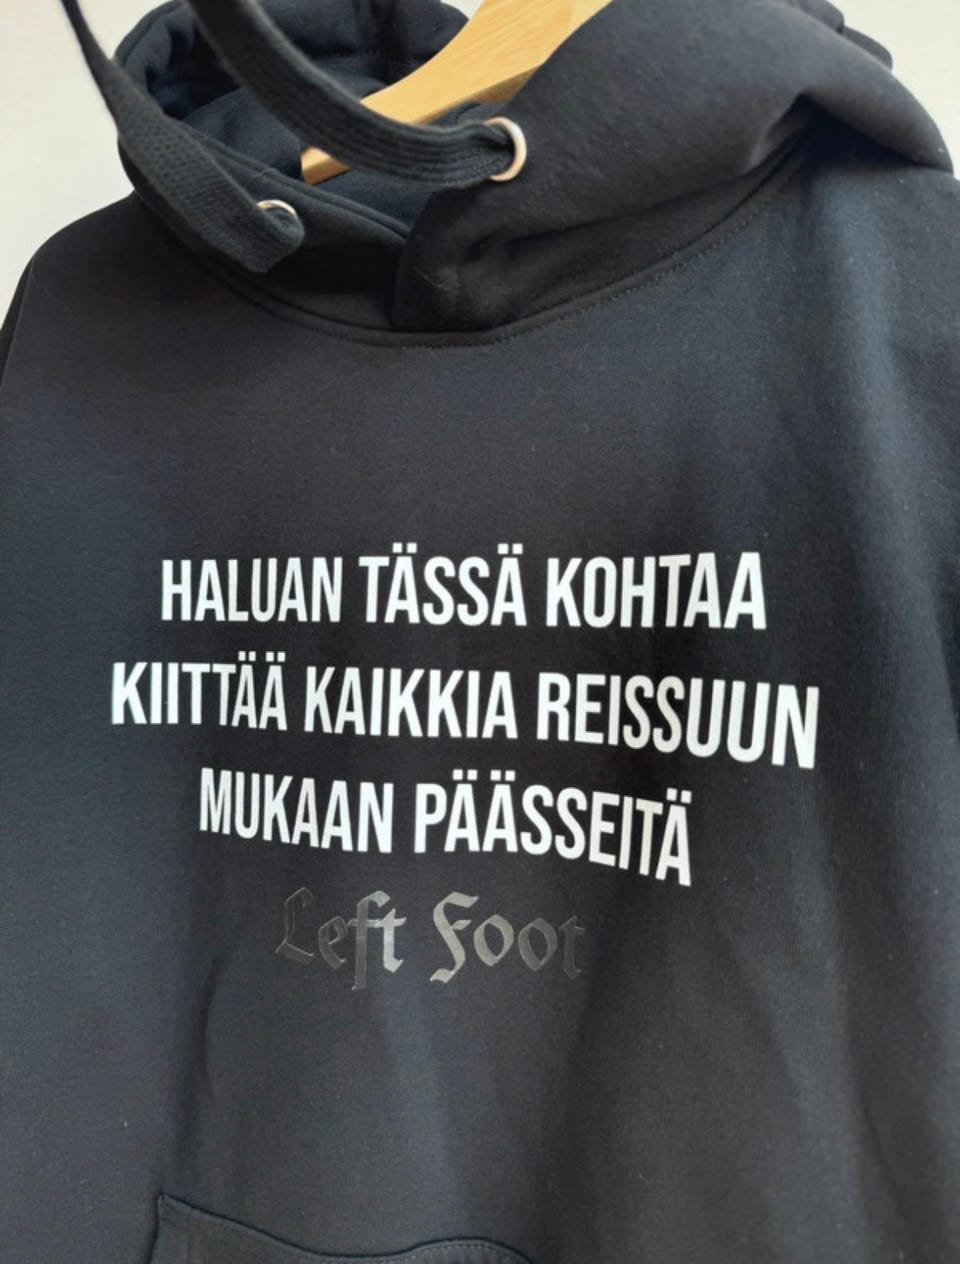 HALUAN TÄSSÄ KOHTAA
KIITTÄÄ KAIKKIA REISSUUN
MUKAAN PÄÄSSEITÄ
Left Foot